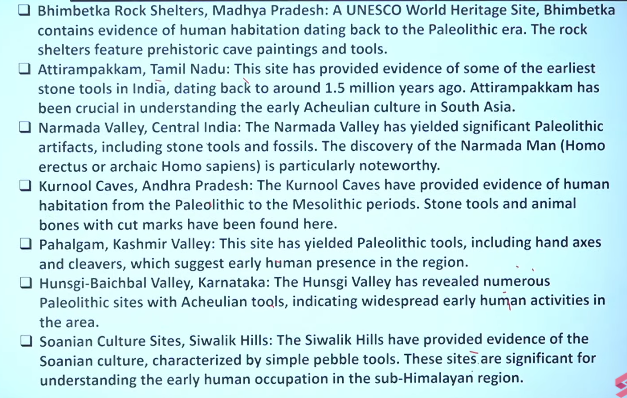 ❑ Bhimbetka Rock Shelters, Madhya Pradesh: A UNESCO World Heritage Site, Bhimbetka
contains evidence of human habitation dating back to the Paleolithic era. The rock
shelters feature prehistoric cave paintings and tools.
❑ Attirampakkam, Tamil Nadu: This site has provided evidence of some of the earliest
stone tools in India, dating back to around 1.5 million years ago. Attirampakkam has
been crucial in understanding the early Acheulian culture in South Asia.
❑ Narmada Valley, Central India: The Narmada Valley has yielded significant Paleolithic
artifacts, including stone tools and fossils. The discovery of the Narmada Man (Homo
erectus or archaic Homo sapiens) is particularly noteworthy.
❑ Kurnool Caves, Andhra Pradesh: The Kurnool Caves have provided evidence of human
habitation from the Paleolithic to the Mesolithic periods. Stone tools and animal
bones with cut marks have been found here.
❑ Pahalgam, Kashmir Valley: This site has yielded Paleolithic tools, including hand axes
and cleavers, which suggest early human presence in the region.
❑ Hunsgi-Baichbal Valley, Karnataka: The Hunsgi Valley has revealed numerous
Paleolithic sites with Acheulian tools, indicating widespread early human activities in
the area.
❑ Soanian Culture Sites, Siwalik Hills: The Siwalik Hills have provided evidence of the
Soanian culture, characterized by simple pebble tools. These sites are significant for
understanding the early human occupation in the sub-Himalayan region.